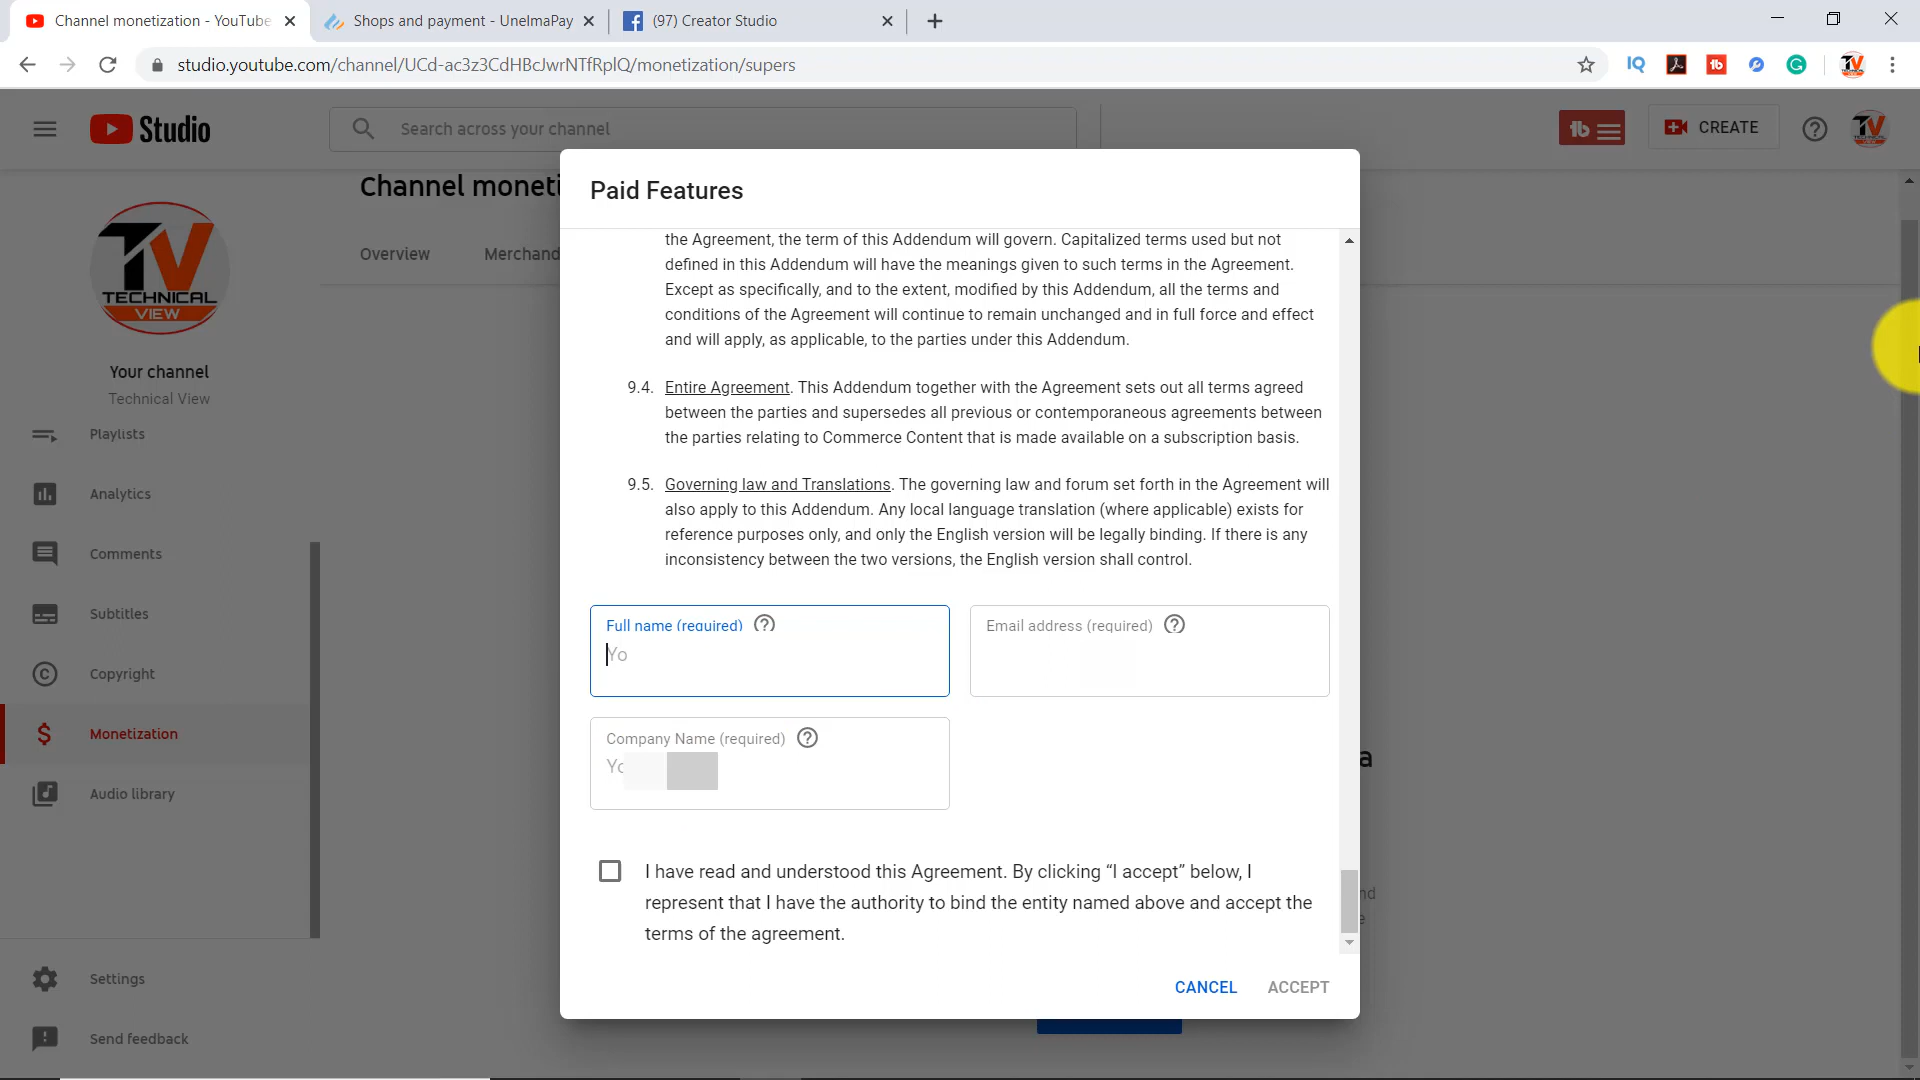 Channel monetization - YouTube
Shops and payment - UnelmaPay
(97) Creator Studio
studio.youtube.com/channel/UCd-ac3z3CdHBcJwrNTfRplQ/monetization/supers
Studio
Search across your channel
CREATE
Channel moneti
Overview
Merchand
TV
TECHNICAL
VIEW
Your channel
Technical View
Playlists
Analytics
Comments
Subtitles
Copyright
Monetization
Audio library
Settings
Send feedback
Paid Features
the Agreement, the term of this Addendum will govern. Capitalized terms used but not
defined in this Addendum will have the meanings given to such terms in the Agreement.
Except as specifically, and to the extent, modified by this Addendum, all the terms and
conditions of the Agreement will continue to remain unchanged and in full force and effect
and will apply, as applicable, to the parties under this Addendum.
9.4. Entire Agreement. This Addendum together with the Agreement sets out all terms agreed
between the parties and supersedes all previous or contemporaneous agreements between
the parties relating to Commerce Content that is made available on a subscription basis.
9.5. Governing law and Translations. The governing law and forum set forth in the Agreement will
also apply to this Addendum. Any local language translation (where applicable) exists for
reference purposes only, and only the English version will be legally binding. If there is any
inconsistency between the two versions, the English version shall control.
Full name (required)
Yo
Email address (required)
Company Name (required)
Yo
I have read and understood this Agreement. By clicking “I accept” below, I
represent that I have the authority to bind the entity named above and accept the
terms of the agreement.
CANCEL
ACCEPT